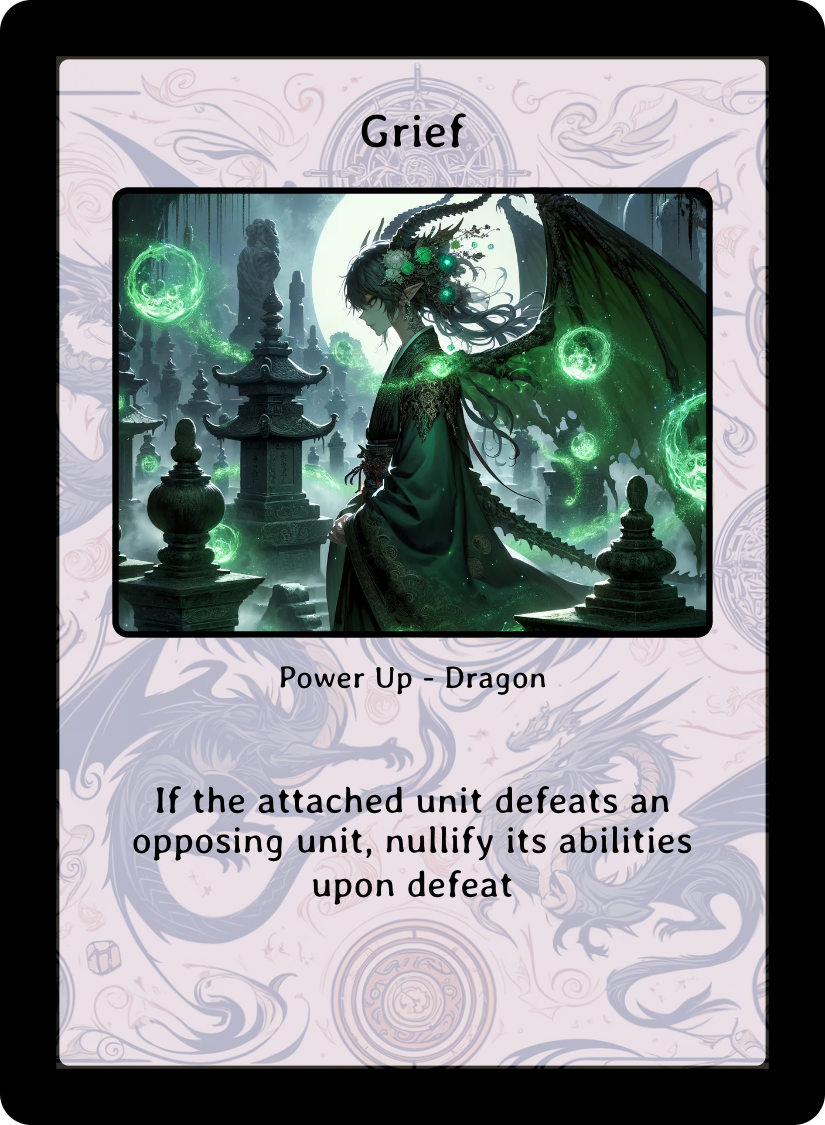 Grief
Power Up - Dragon
If the attached unit defeats an
opposing unit, nullify its abilities
upon defeat